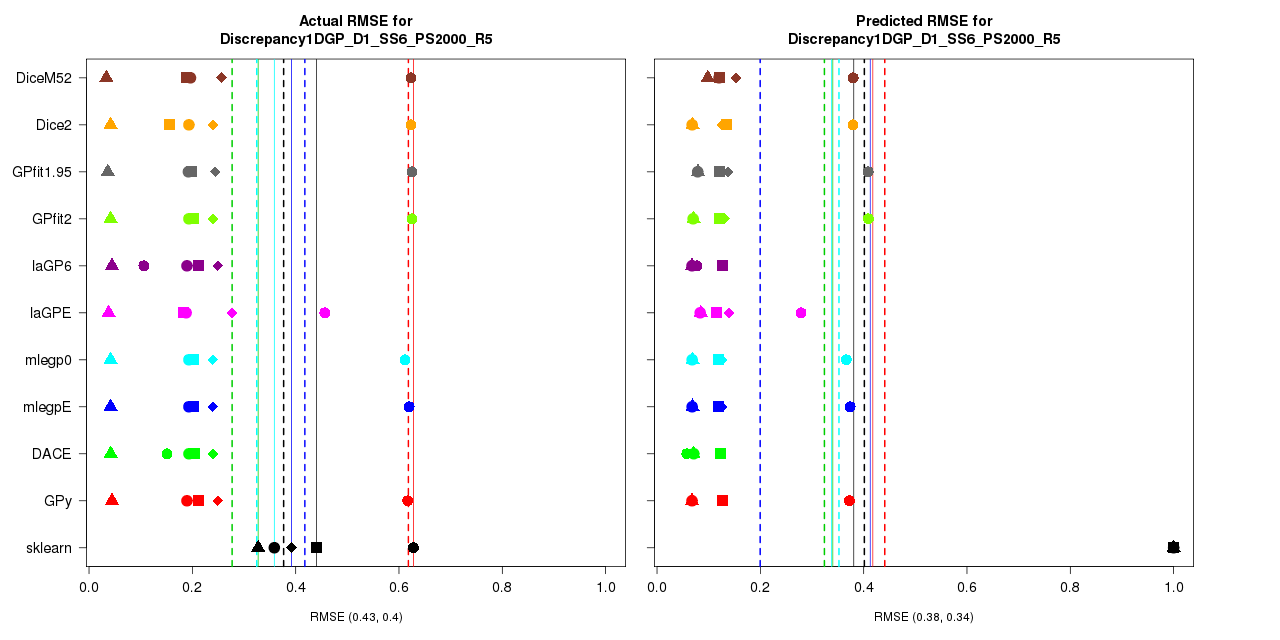 Actual RMSE for
Discrepancy1DGP_D1_SS6_PS2000_R5
Predicted RMSE for
Discrepancy1DGP_D1_SS6_PS2000_R5
DiceM52
Dice2
GPfit1.95
GPfit2
laGP6
laGPE
mlegp0
mlegpE
DACE
GPy
sklearn
0.0 0.2 0.4 0.6 0.8 1.0
0.0 0.2 0.4 0.6 0.8 1.0
RMSE (0.43, 0.4)
RMSE (0.38, 0.34)